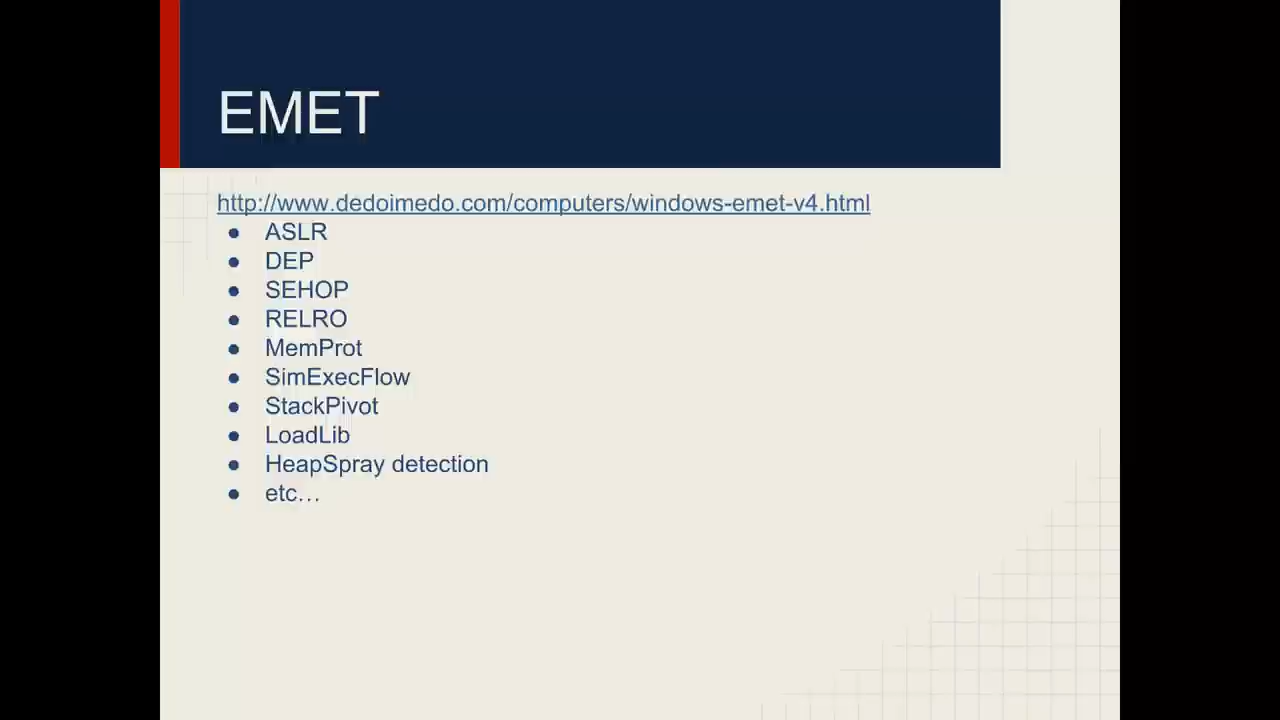 EMET
http://www.dedoimedo.com/computers/windows-emet-v4.html
● ASLR
● DEP
● SEHOP
● RELRO
● MemProt
● SimExecFlow
● StackPivot
● LoadLib
● HeapSpray detection
● etc…